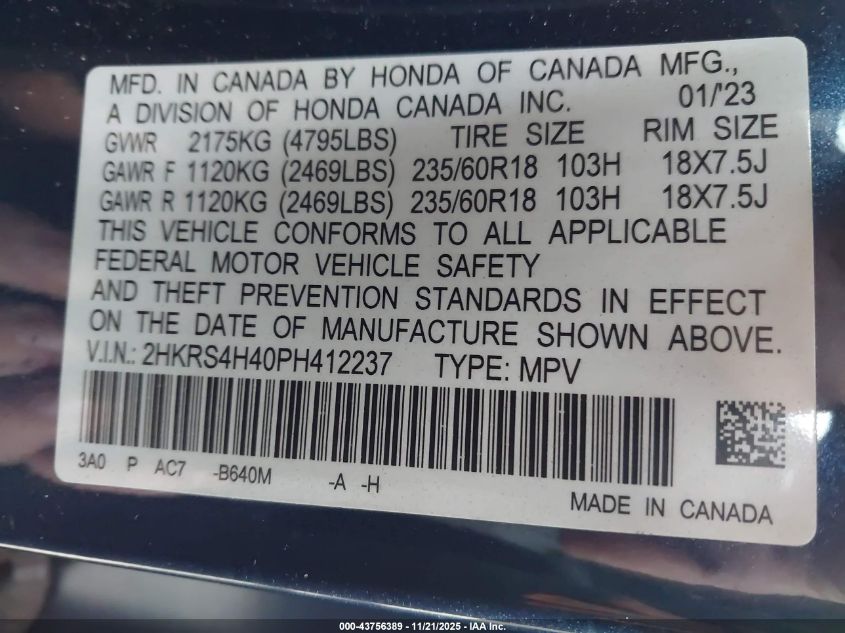 MFD. IN CANADA BY HONDA OF CANADA MFG.,
A DIVISION OF HONDA CANADA INC. 01/'23
GVWR 2175KG (4795LBS) TIRE SIZE RIM SIZE
GAWR F 1120KG (2469LBS) 235/60R18 103H 18X7.5J
GAWR R 1120KG (2469LBS) 235/60R18 103H 18X7.5J
THIS VEHICLE CONFORMS TO ALL APPLICABLE
FEDERAL MOTOR VEHICLE SAFETY
AND THEFT PREVENTION STANDARDS IN EFFECT
ON THE DATE OF MANUFACTURE SHOWN ABOVE.
V.I.N.: 2HKRS4H40PH412237 TYPE: MPV
3A0 P AC7 -B640M -A -H
MADE IN CANADA
000-43756389 - 11/21/2025 - www.iaai.com